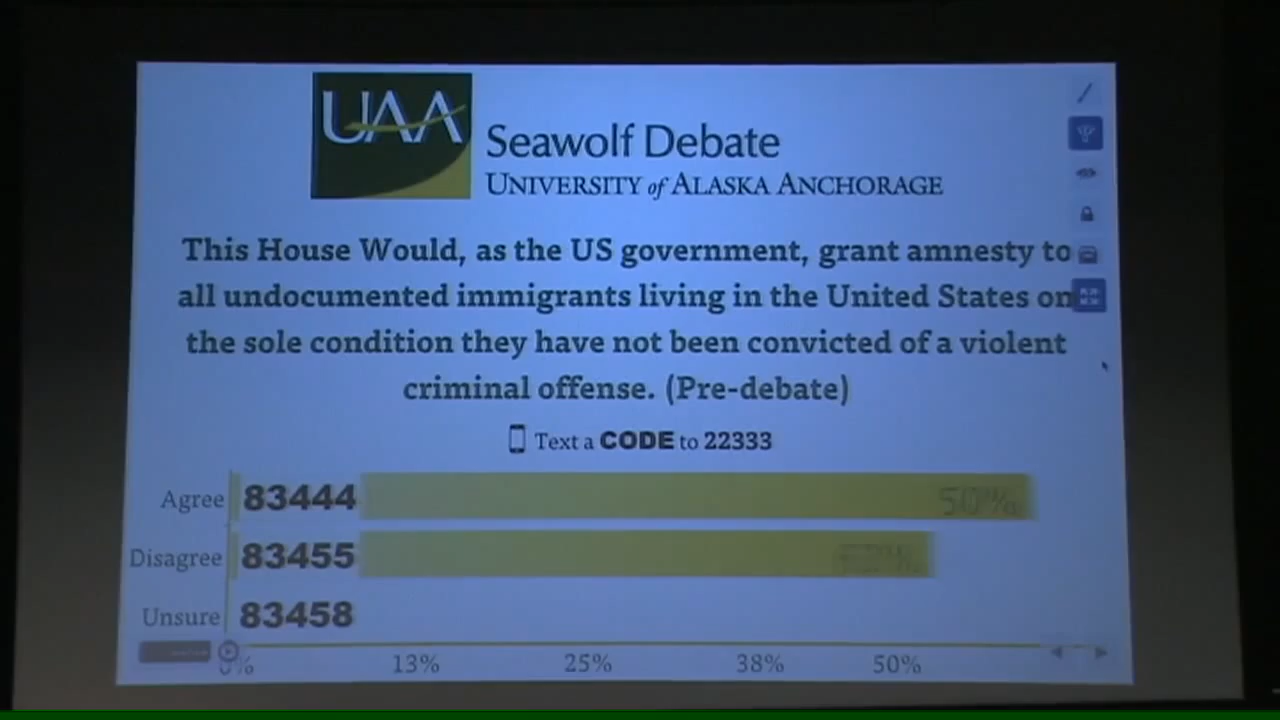 UAA
Seawolf Debate
UNIVERSITY of ALASKA ANCHORAGE
This House Would, as the US government, grant amnesty to
all undocumented immigrants living in the United States on
the sole condition they have not been convicted of a violent
criminal offense. (Pre-debate)
Text a CODE to 22333
Agree 83444
Disagree 83455
Unsure 83458
0% 13% 25% 38% 50%